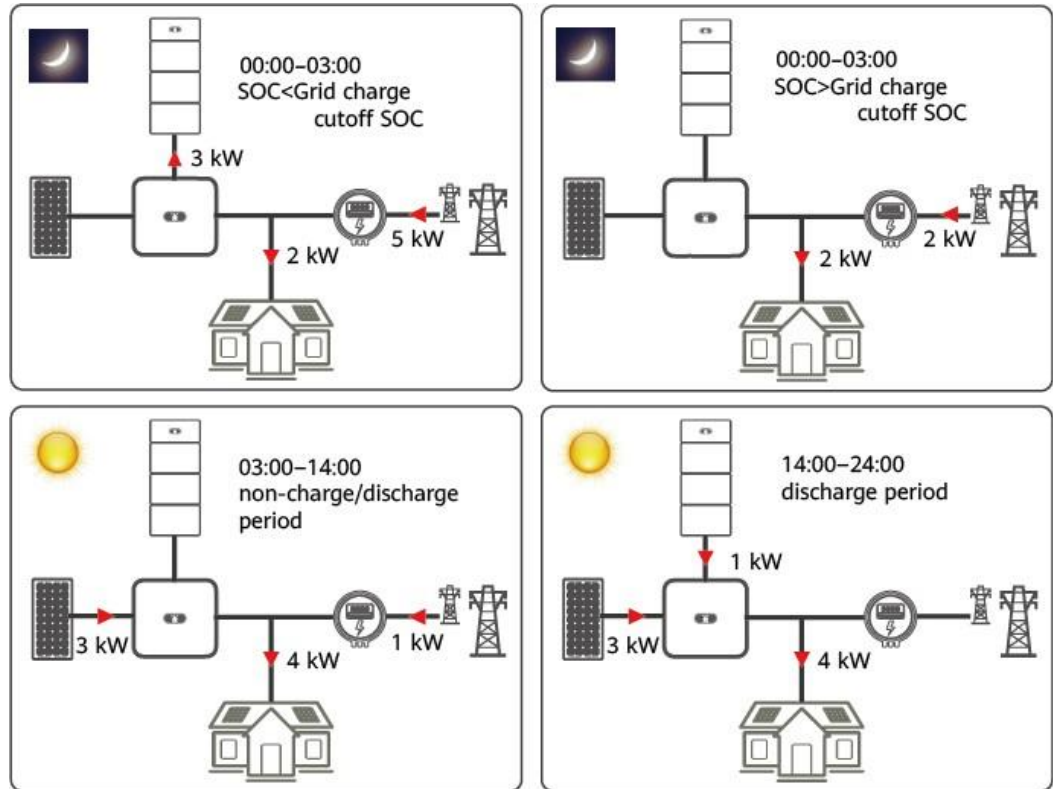 00:00–03:00
SOC<Grid charge
cutoff SOC
3 kW
5 kW
2 kW
00:00–03:00
SOC>Grid charge
cutoff SOC
2 kW
2 kW
03:00–14:00
non-charge/discharge
period
3 kW
1 kW
4 kW
14:00–24:00
discharge period
1 kW
3 kW
4 kW